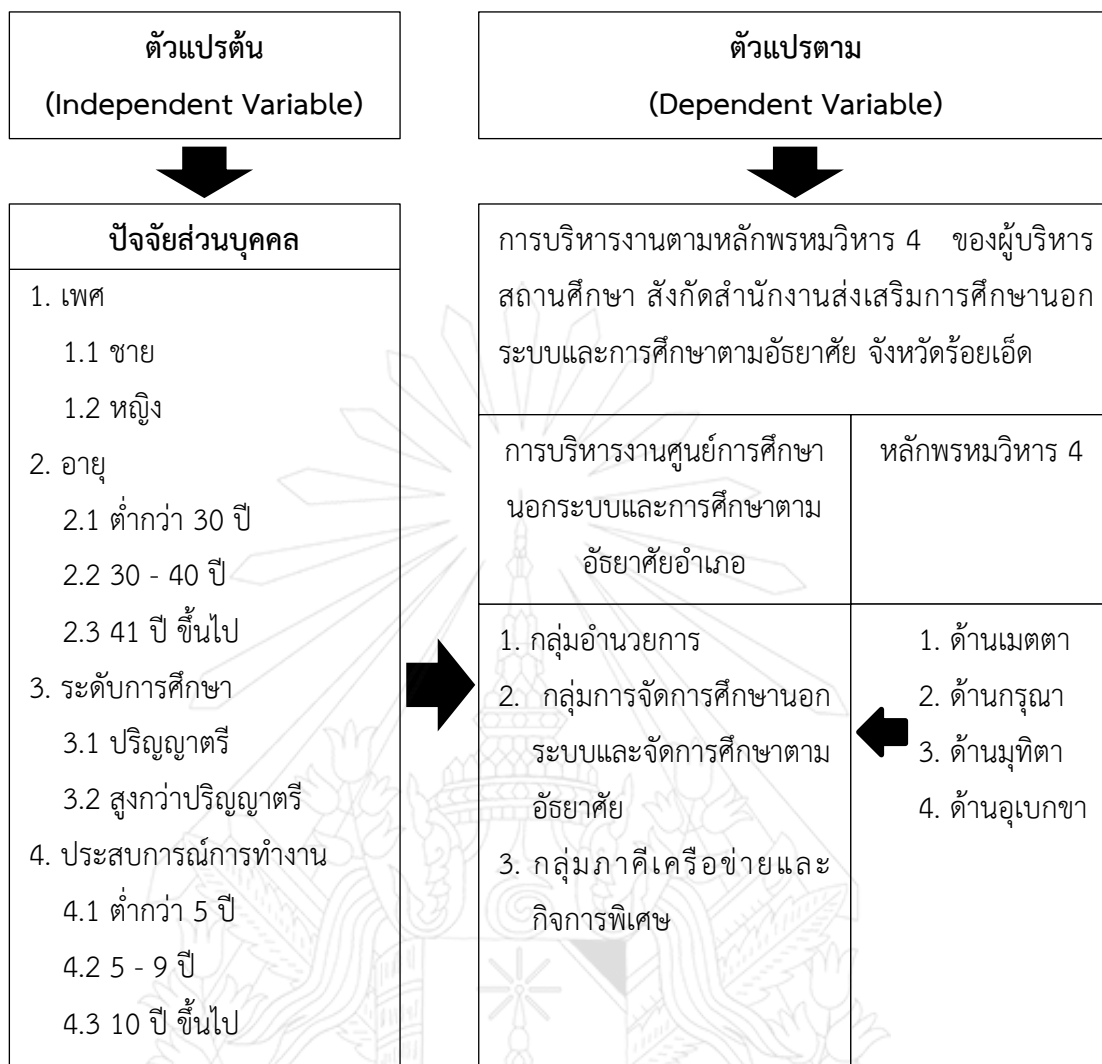 ตัวแปรต้น
(Independent Variable)
ตัวแปรตาม
(Dependent Variable)
ปัจจัยส่วนบุคคล
1. เพศ
1.1 ชาย
1.2 หญิง
2. อายุ
2.1 ต่ำกว่า 30 ปี
2.2 30 - 40 ปี
2.3 41 ปี ขึ้นไป
3. ระดับการศึกษา
3.1 ปริญญาตรี
3.2 สูงกว่าปริญญาตรี
4. ประสบการณ์การทำงาน
4.1 ต่ำกว่า 5 ปี
4.2 5 - 9 ปี
4.3 10 ปี ขึ้นไป
การบริหารงานตามหลักพรหมวิหาร 4 ของผู้บริหาร
สถานศึกษา สังกัดสำนักงานส่งเสริมการศึกษานอก
ระบบและการศึกษาตามอัธยาศัย จังหวัดร้อยเอ็ด
การบริหารงานศูนย์การศึกษา
นอกระบบและการศึกษาตาม
อัธยาศัยอำเภอ
หลักพรหมวิหาร 4
1. กลุ่มอำนวยการ
2. กลุ่มการจัดการศึกษานอก
ระบบและจัดการศึกษาตาม
อัธยาศัย
3. กลุ่มภาคีเครือข่ายและ
กิจการพิเศษ
1. ด้านเมตตา
2. ด้านกรุณา
3. ด้านมุทิตา
4. ด้านอุเบกขา